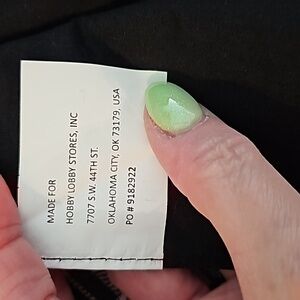 MADE FOR
HOBBY LOBBY STORES, INC
7707 S.W. 44TH ST.
OKLAHOMA CITY, OK 73179, USA
PO # 9182922